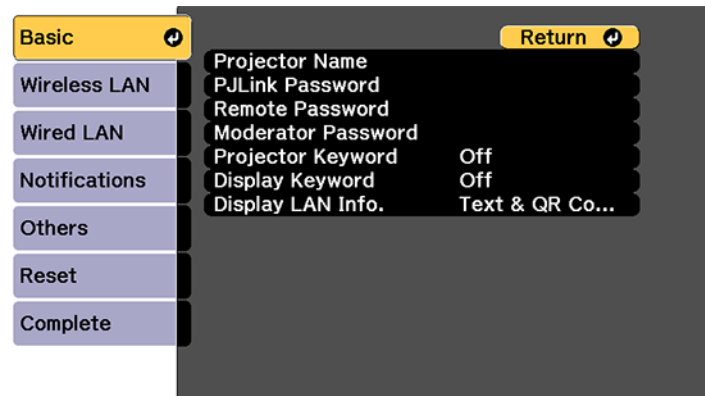 Basic
Wireless LAN
Wired LAN
Notifications
Others
Reset
Complete
Return
Projector Name
PJLink Password
Remote Password
Moderator Password
Projector Keyword Off
Display Keyword Off
Display LAN Info. Text & QR Co...